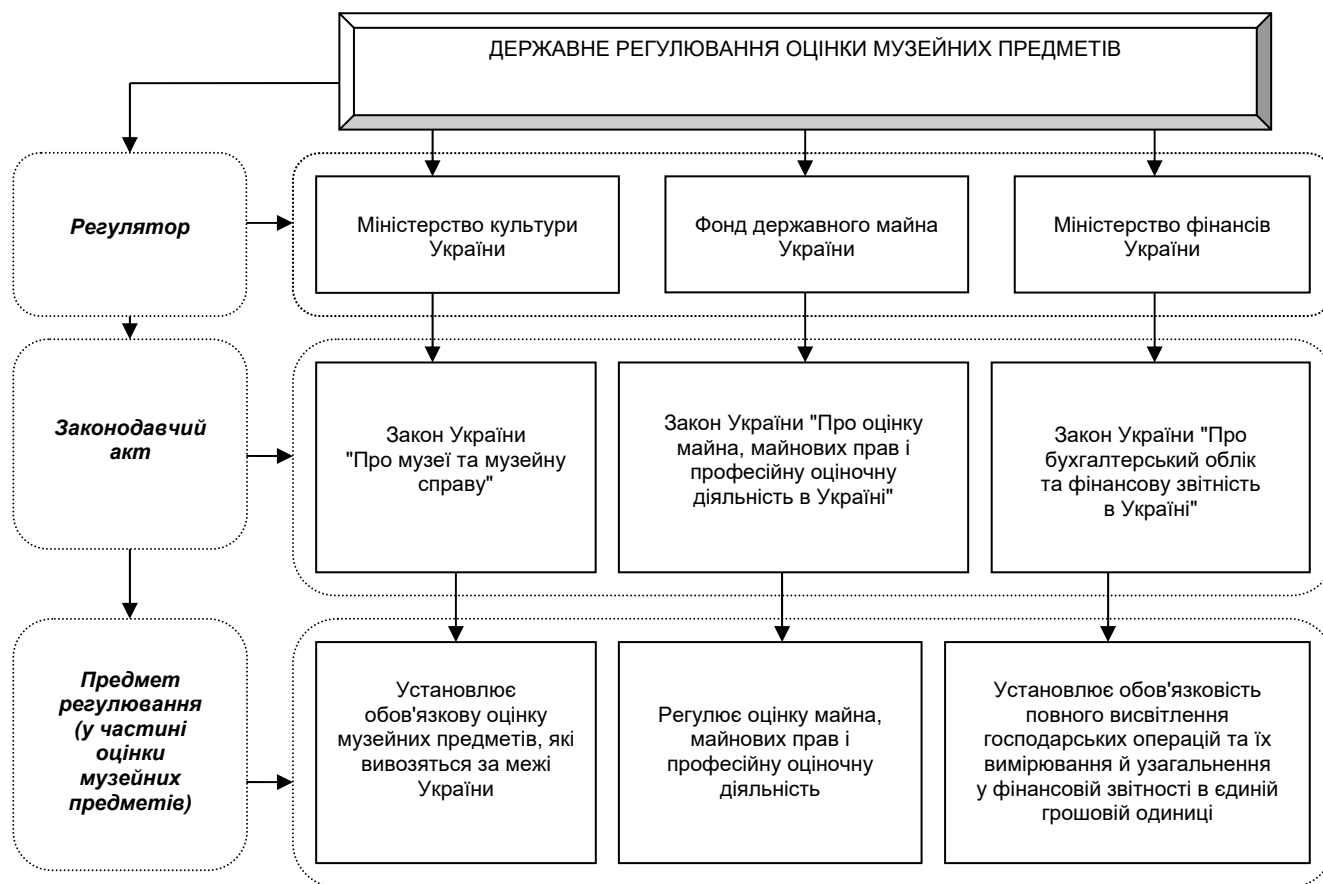 ДЕРЖАВНЕ РЕГУЛЮВАННЯ ОЦІНКИ МУЗЕЙНИХ ПРЕДМЕТІВ
Регулятор
Міністерство культури
України
Фонд державного майна
України
Міністерство фінансів
України
Законодавчий
акт
Закон України
"Про музеї та музейну
справу"
Закон України "Про оцінку
майна, майнових прав і
професійну оціночну
діяльність в Україні"
Закон України "Про
бухгалтерський облік
та фінансову звітність
в Україні"
Предмет
регулювання
(у частині
оцінки
музейних
предметів)
Установлює
обов'язкову оцінку
музейних предметів, які
вивозяться за межі
України
Регулює оцінку майна,
майнових прав і
професійну оціночну
діяльність
Установлює обов'язковість
повного висвітлення
господарських операцій та їх
вимірювання й узагальнення
у фінансовій звітності в єдиній
грошовій одиниці